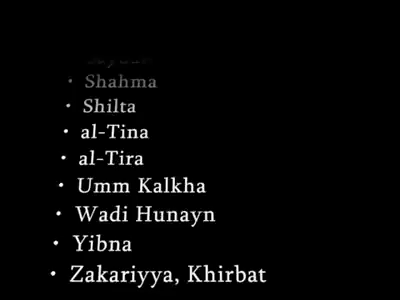 • Shahma
• Shilta
• al-Tina
• al-Tira
• Umm Kalkha
• Wadi Hunayn
• Yibna
• Zakariyya, Khirbat